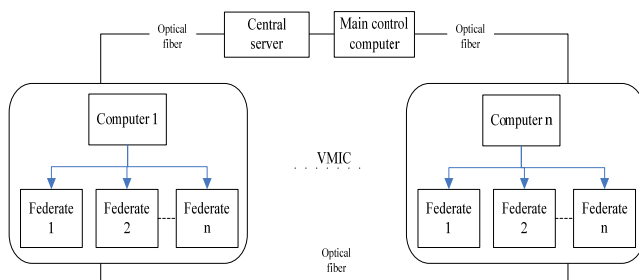 Optical
fiber
Central
server
Main control
computer
Optical
fiber
Computer 1
Federate
1
Federate
2
Federate
n
VMIC
Computer n
Federate
1
Federate
2
Federate
n
Optical
fiber